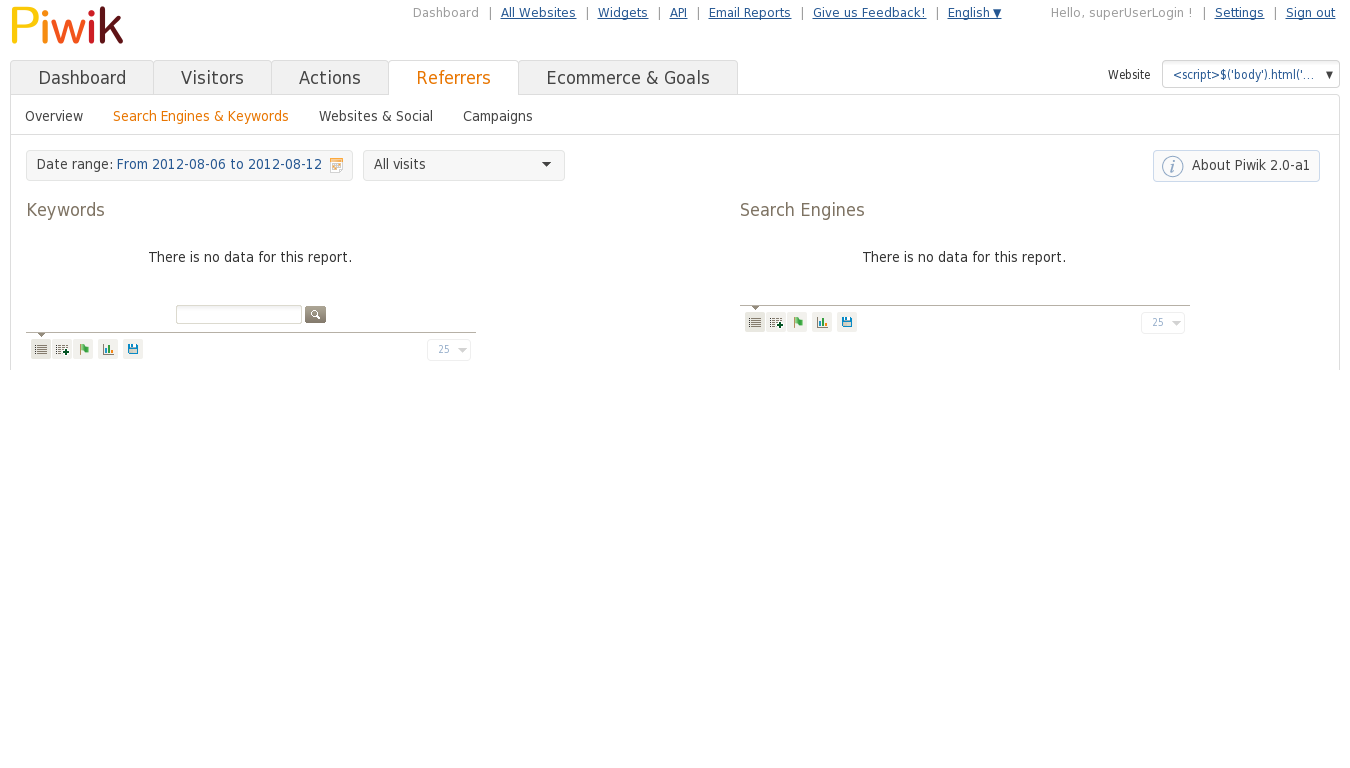 Piwik
Dashboard | All Websites | Widgets | API | Email Reports | Give us Feedback! | English ▼ Hello, superUserLogin ! | Settings | Sign out
Dashboard Visitors Actions Referrers Ecommerce & Goals
Website <script>$('body').html('... ▼
Overview Search Engines & Keywords Websites & Social Campaigns
Date range: From 2012-08-06 to 2012-08-12 All visits
i About Piwik 2.0-a1
Keywords
There is no data for this report.
25
Search Engines
There is no data for this report.
25